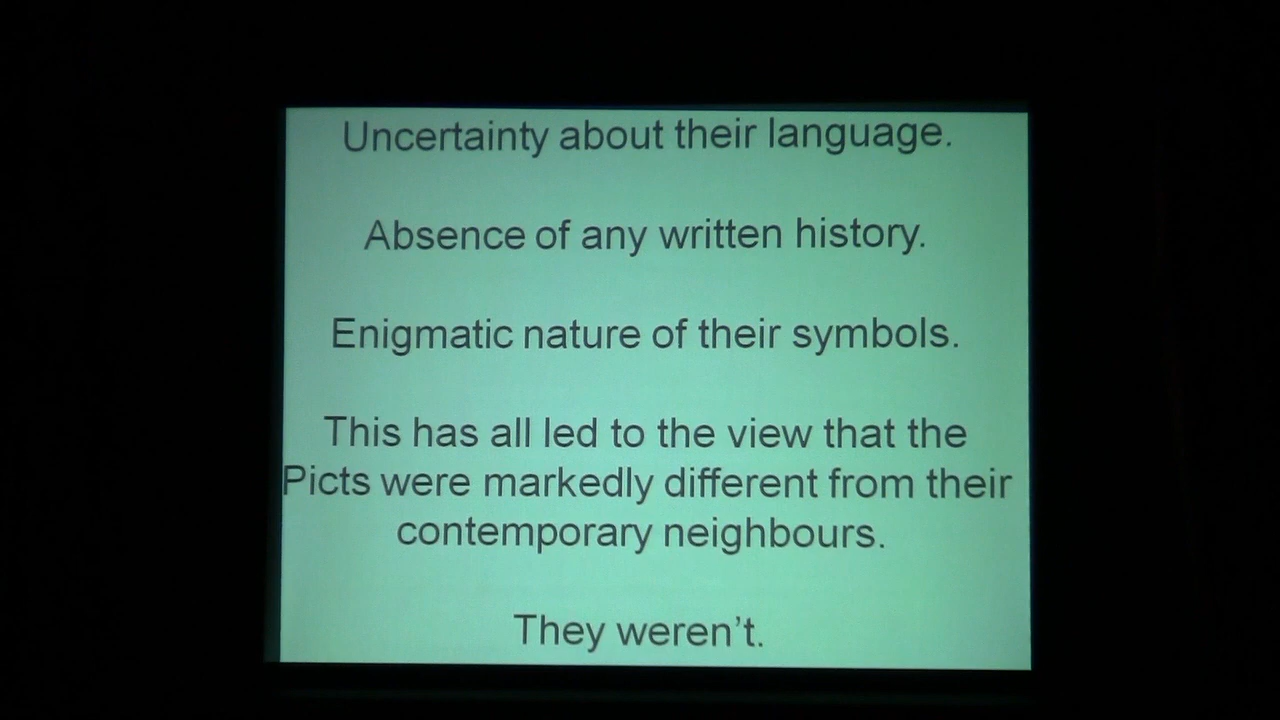 Uncertainty about their language.
Absence of any written history.
Enigmatic nature of their symbols.
This has all led to the view that the
Picts were markedly different from their
contemporary neighbours.
They weren't.